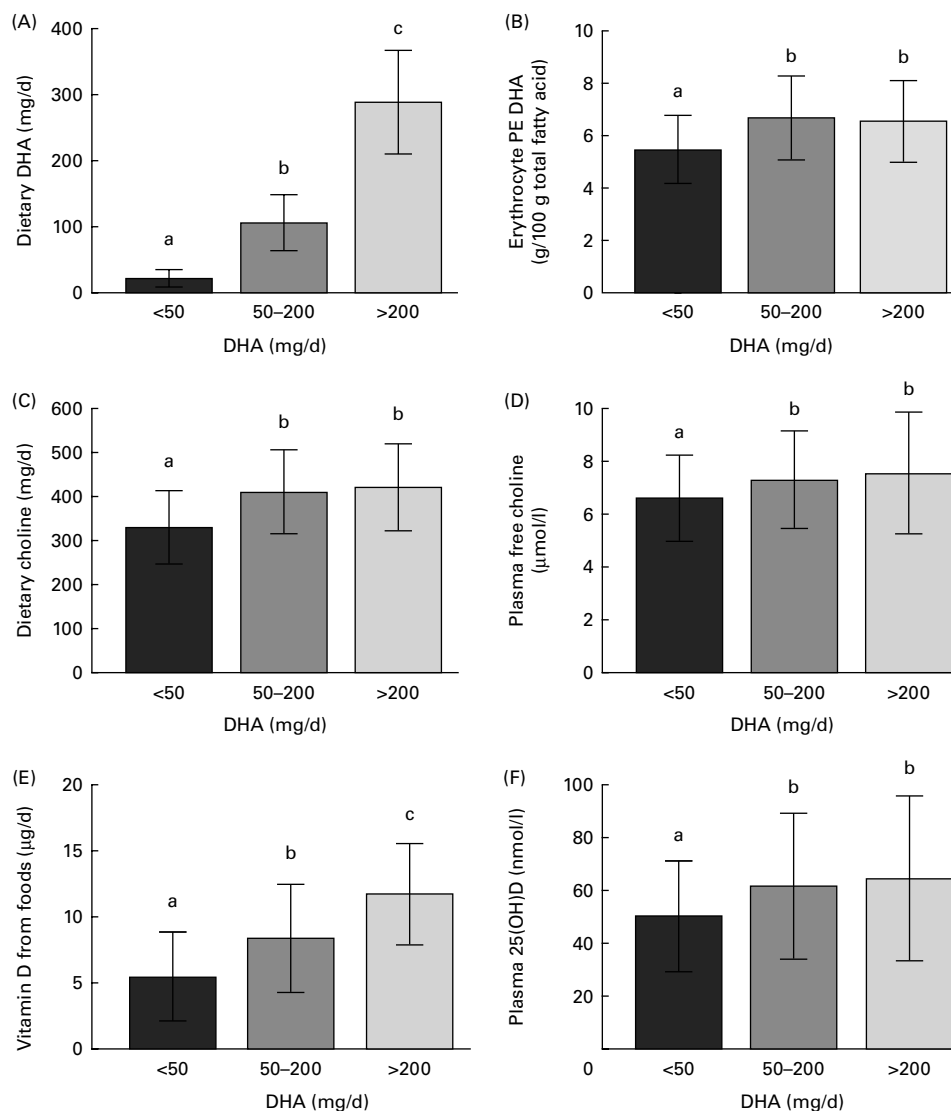 (A)
Dietary DHA (mg/d)
400
300
200
100
0
a
b
c
<50
50–200
>200
DHA (mg/d)
(B)
Erythrocyte PE DHA
(g/100 g total fatty acid)
10
8
6
4
2
0
a
b
b
<50
50–200
>200
DHA (mg/d)
(C)
Dietary choline (mg/d)
600
500
400
300
200
100
0
a
b
b
<50
50–200
>200
DHA (mg/d)
(D)
Plasma free choline
(μmol/l)
10
8
6
4
2
0
a
b
b
<50
50–200
>200
DHA (mg/d)
(E)
Vitamin D from foods (μg/d)
20
15
10
5
0
a
b
c
<50
50–200
>200
DHA (mg/d)
(F)
Plasma 25(OH)D (nmol/l)
100
80
60
40
20
0
a
b
b
<50
50–200
>200
DHA (mg/d)